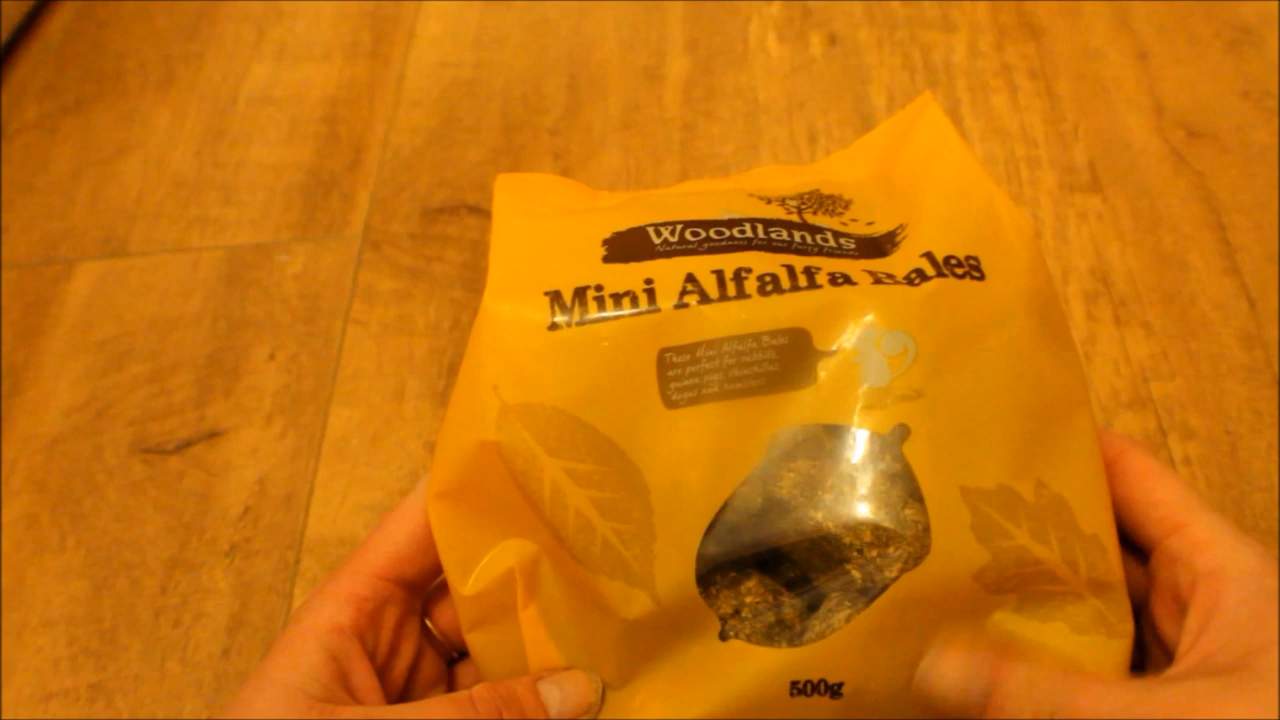 Woodlands
Natural goodness for our furry friends
Mini Alfalfa Bales
These Mini Alfalfa Bales
are perfect for rabbits,
guinea pigs, chinchillas,
degus and hamsters
500g